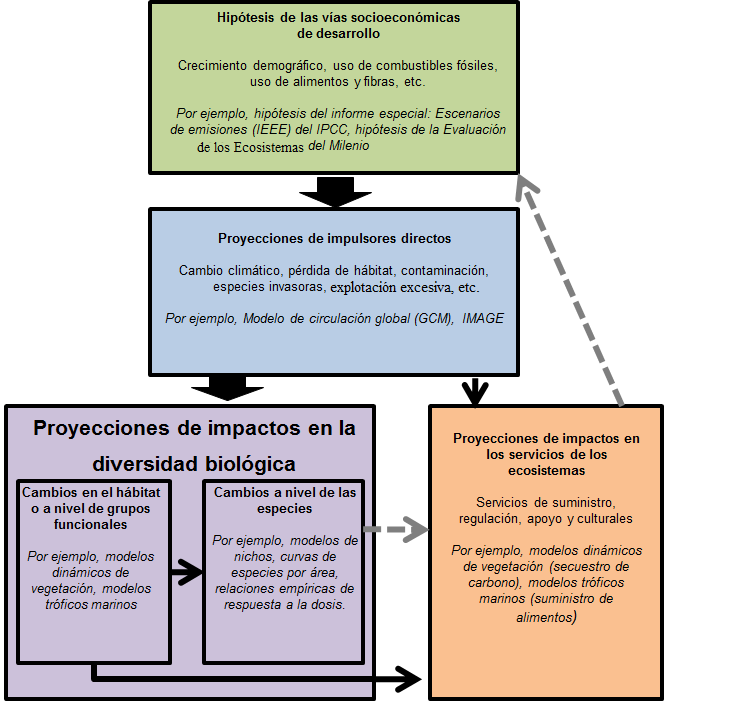 Hipótesis de las vías socioeconómicas
de desarrollo
Crecimiento demográfico, uso de combustibles fósiles,
uso de alimentos y fibras, etc.
Por ejemplo, hipótesis del informe especial: Escenarios
de emisiones (IEEE) del IPCC, hipótesis de la Evaluación
de los Ecosistemas del Milenio
Proyecciones de impulsores directos
Cambio climático, pérdida de hábitat, contaminación,
especies invasoras, explotación excesiva, etc.
Por ejemplo, Modelo de circulación global (GCM), IMAGE
Proyecciones de impactos en la
diversidad biológica
Cambios en el hábitat
o a nivel de grupos
funcionales
Por ejemplo, modelos
dinámicos de
vegetación, modelos
tróficos marinos
Cambios a nivel de las
especies
Por ejemplo, modelos de
nichos, curvas de
especies por área,
relaciones empíricas de
respuesta a la dosis.
Proyecciones de impactos en
los servicios de los
ecosistemas
Servicios de suministro,
regulación, apoyo y culturales
Por ejemplo, modelos dinámicos
de vegetación (secuestro de
carbono), modelos tróficos
marinos (suministro de
alimentos)